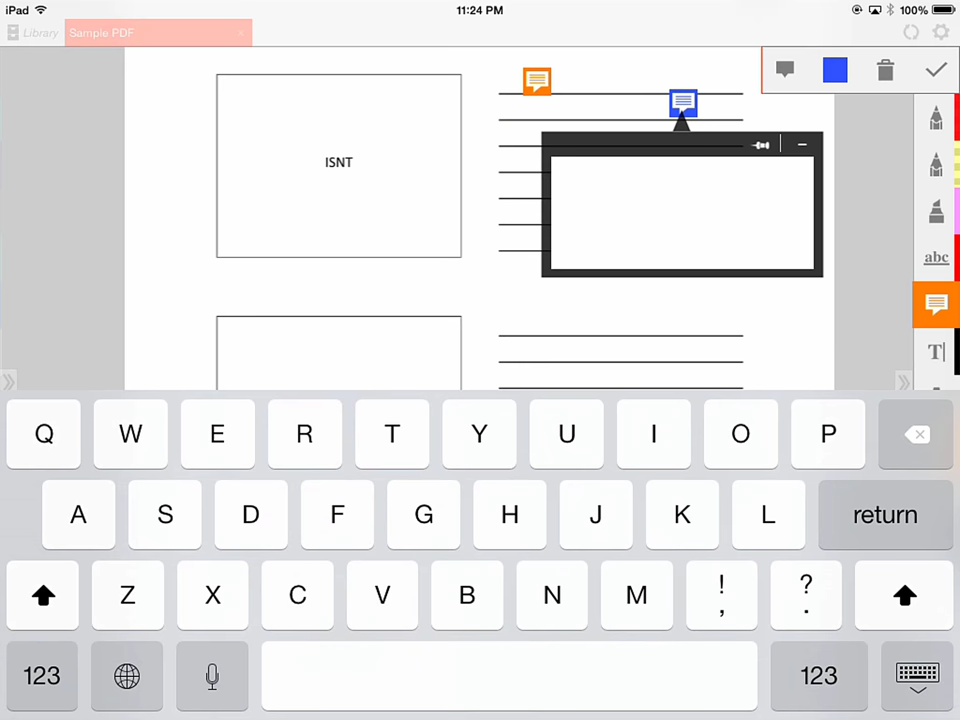 iPad 11:24 PM 100%
Library Sample PDF ×
ISNT
abc
T|
Q W E R T Y U I O P
A S D F G H J K L return
Z X C V B N M ! , ? .
123 123